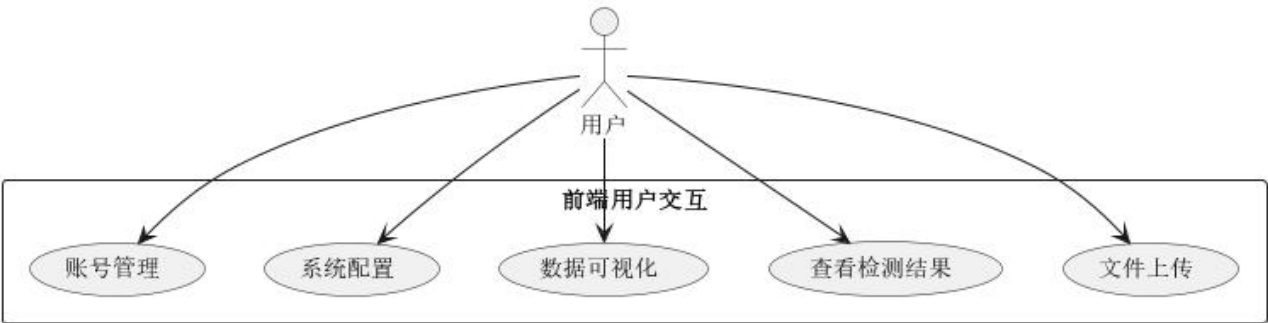 用户
前端用户交互
账号管理
系统配置
数据可视化
查看检测结果
文件上传